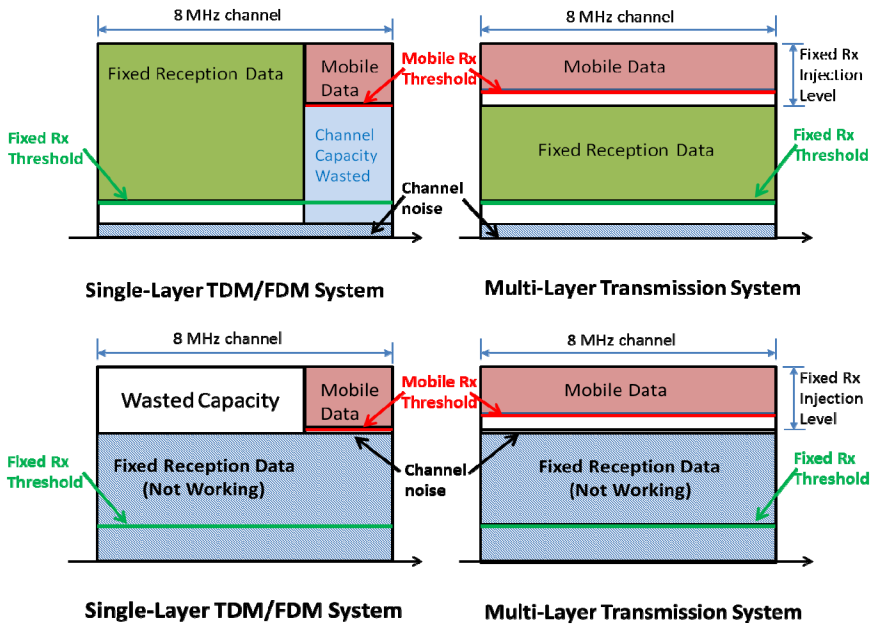 8 MHz channel
8 MHz channel
Fixed Reception Data
Mobile
Data
Mobile Rx
Threshold
Mobile Data
Fixed Rx
Injection
Level
Fixed Rx
Threshold
Channel
Capacity
Wasted
Fixed Reception Data
Fixed Rx
Threshold
Channel
noise
Single-Layer TDM/FDM System
Multi-Layer Transmission System
8 MHz channel
8 MHz channel
Wasted Capacity
Mobile
Data
Mobile Rx
Threshold
Mobile Data
Fixed Rx
Injection
Level
Fixed Rx
Threshold
Fixed Reception Data
(Not Working)
Channel
noise
Fixed Reception Data
(Not Working)
Fixed Rx
Threshold
Single-Layer TDM/FDM System
Multi-Layer Transmission System